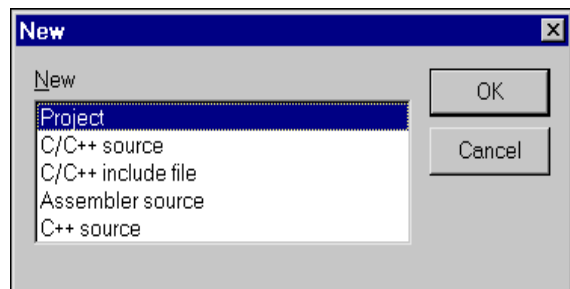 New
New
Project
C/C++ source
C/C++ include file
Assembler source
C++ source
OK
Cancel